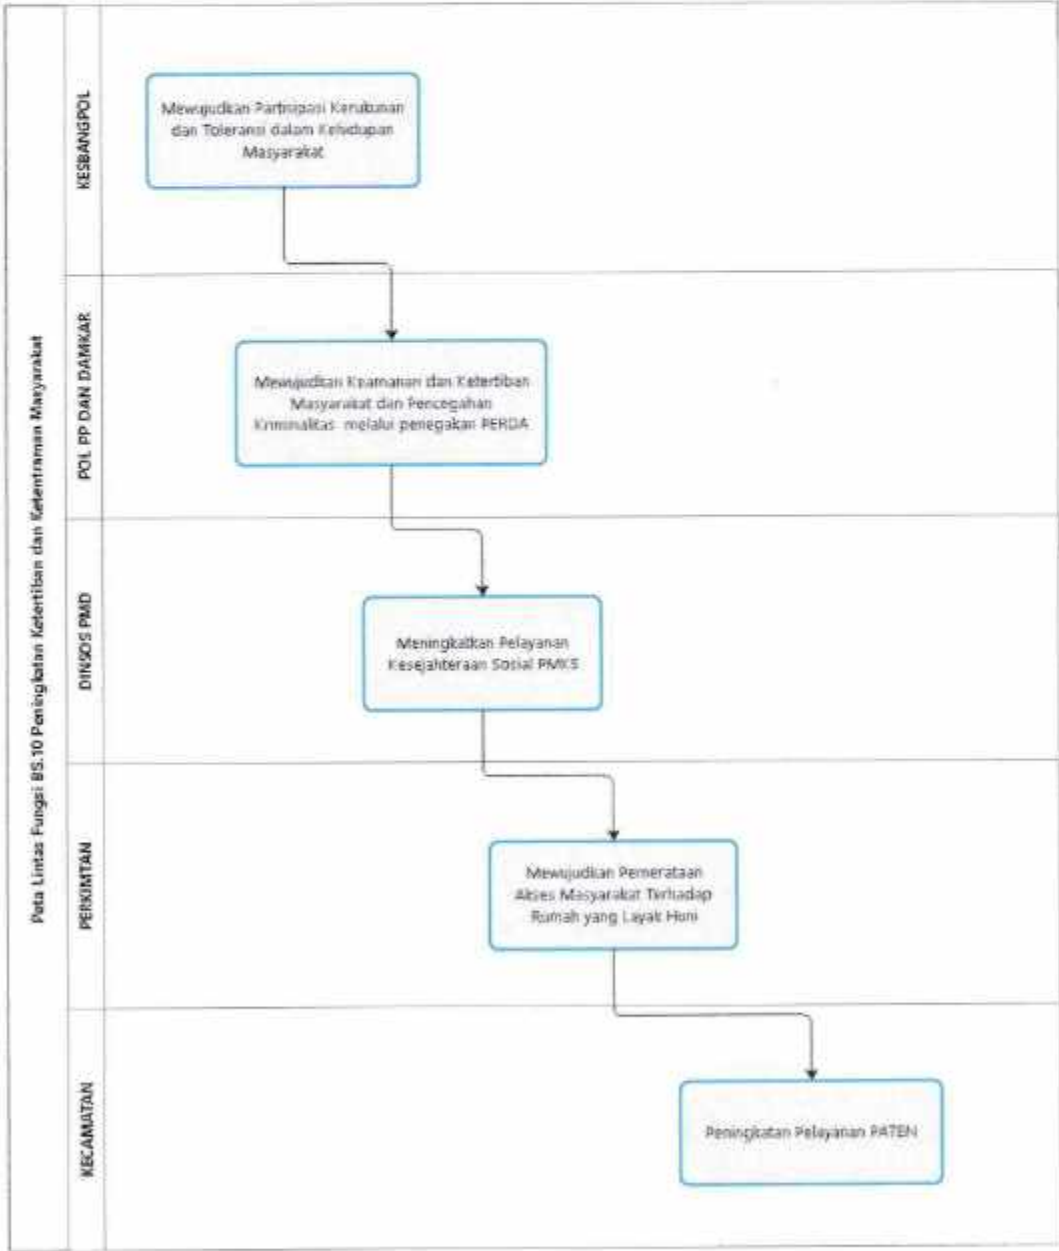 Peta Lintas Fungsi BS.10 Peningkatan Ketertiban dan Ketentraman Masyarakat
KESBANGPOL
Mewujudkan Partisipasi Kerukunan
dan Toleransi dalam Kehidupan
Masyarakat
POL PP DAN DAMKAR
Mewujudkan Keamanan dan Ketertiban
Masyarakat dan Pencegahan
Kriminalitas melalui penegakan PERDA
DINSOS PMD
Meningkatkan Pelayanan
Kesejahteraan Sosial PMKS
PERKIMTAN
Mewujudkan Pemerataan
Akses Masyarakat Terhadap
Rumah yang Layak Huni
KECAMATAN
Peningkatan Pelayanan PATEN